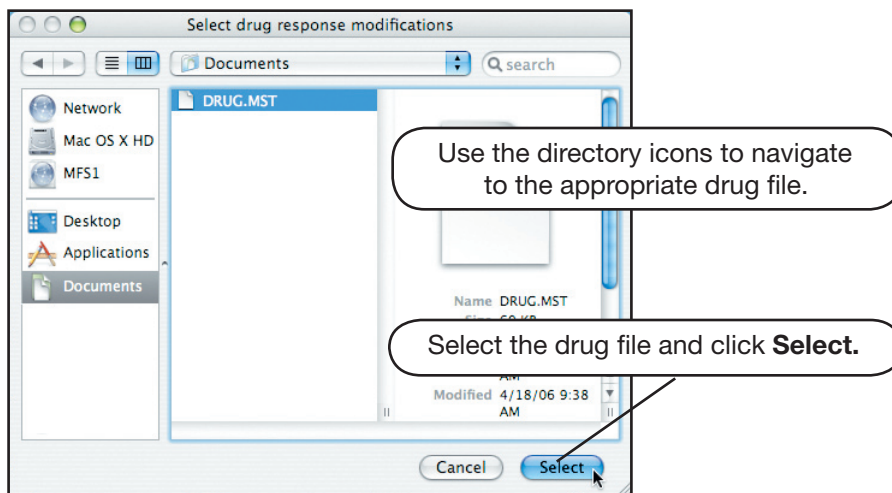 Select drug response modifications
Documents
search
Network
Mac OS X HD
MFS1
Desktop
Applications
Documents
DRUG.MST
Use the directory icons to navigate
to the appropriate drug file.
Name DRUG.MST
Select the drug file and click Select.
AM
Modified 4/18/06 9:38
AM
Cancel
Select